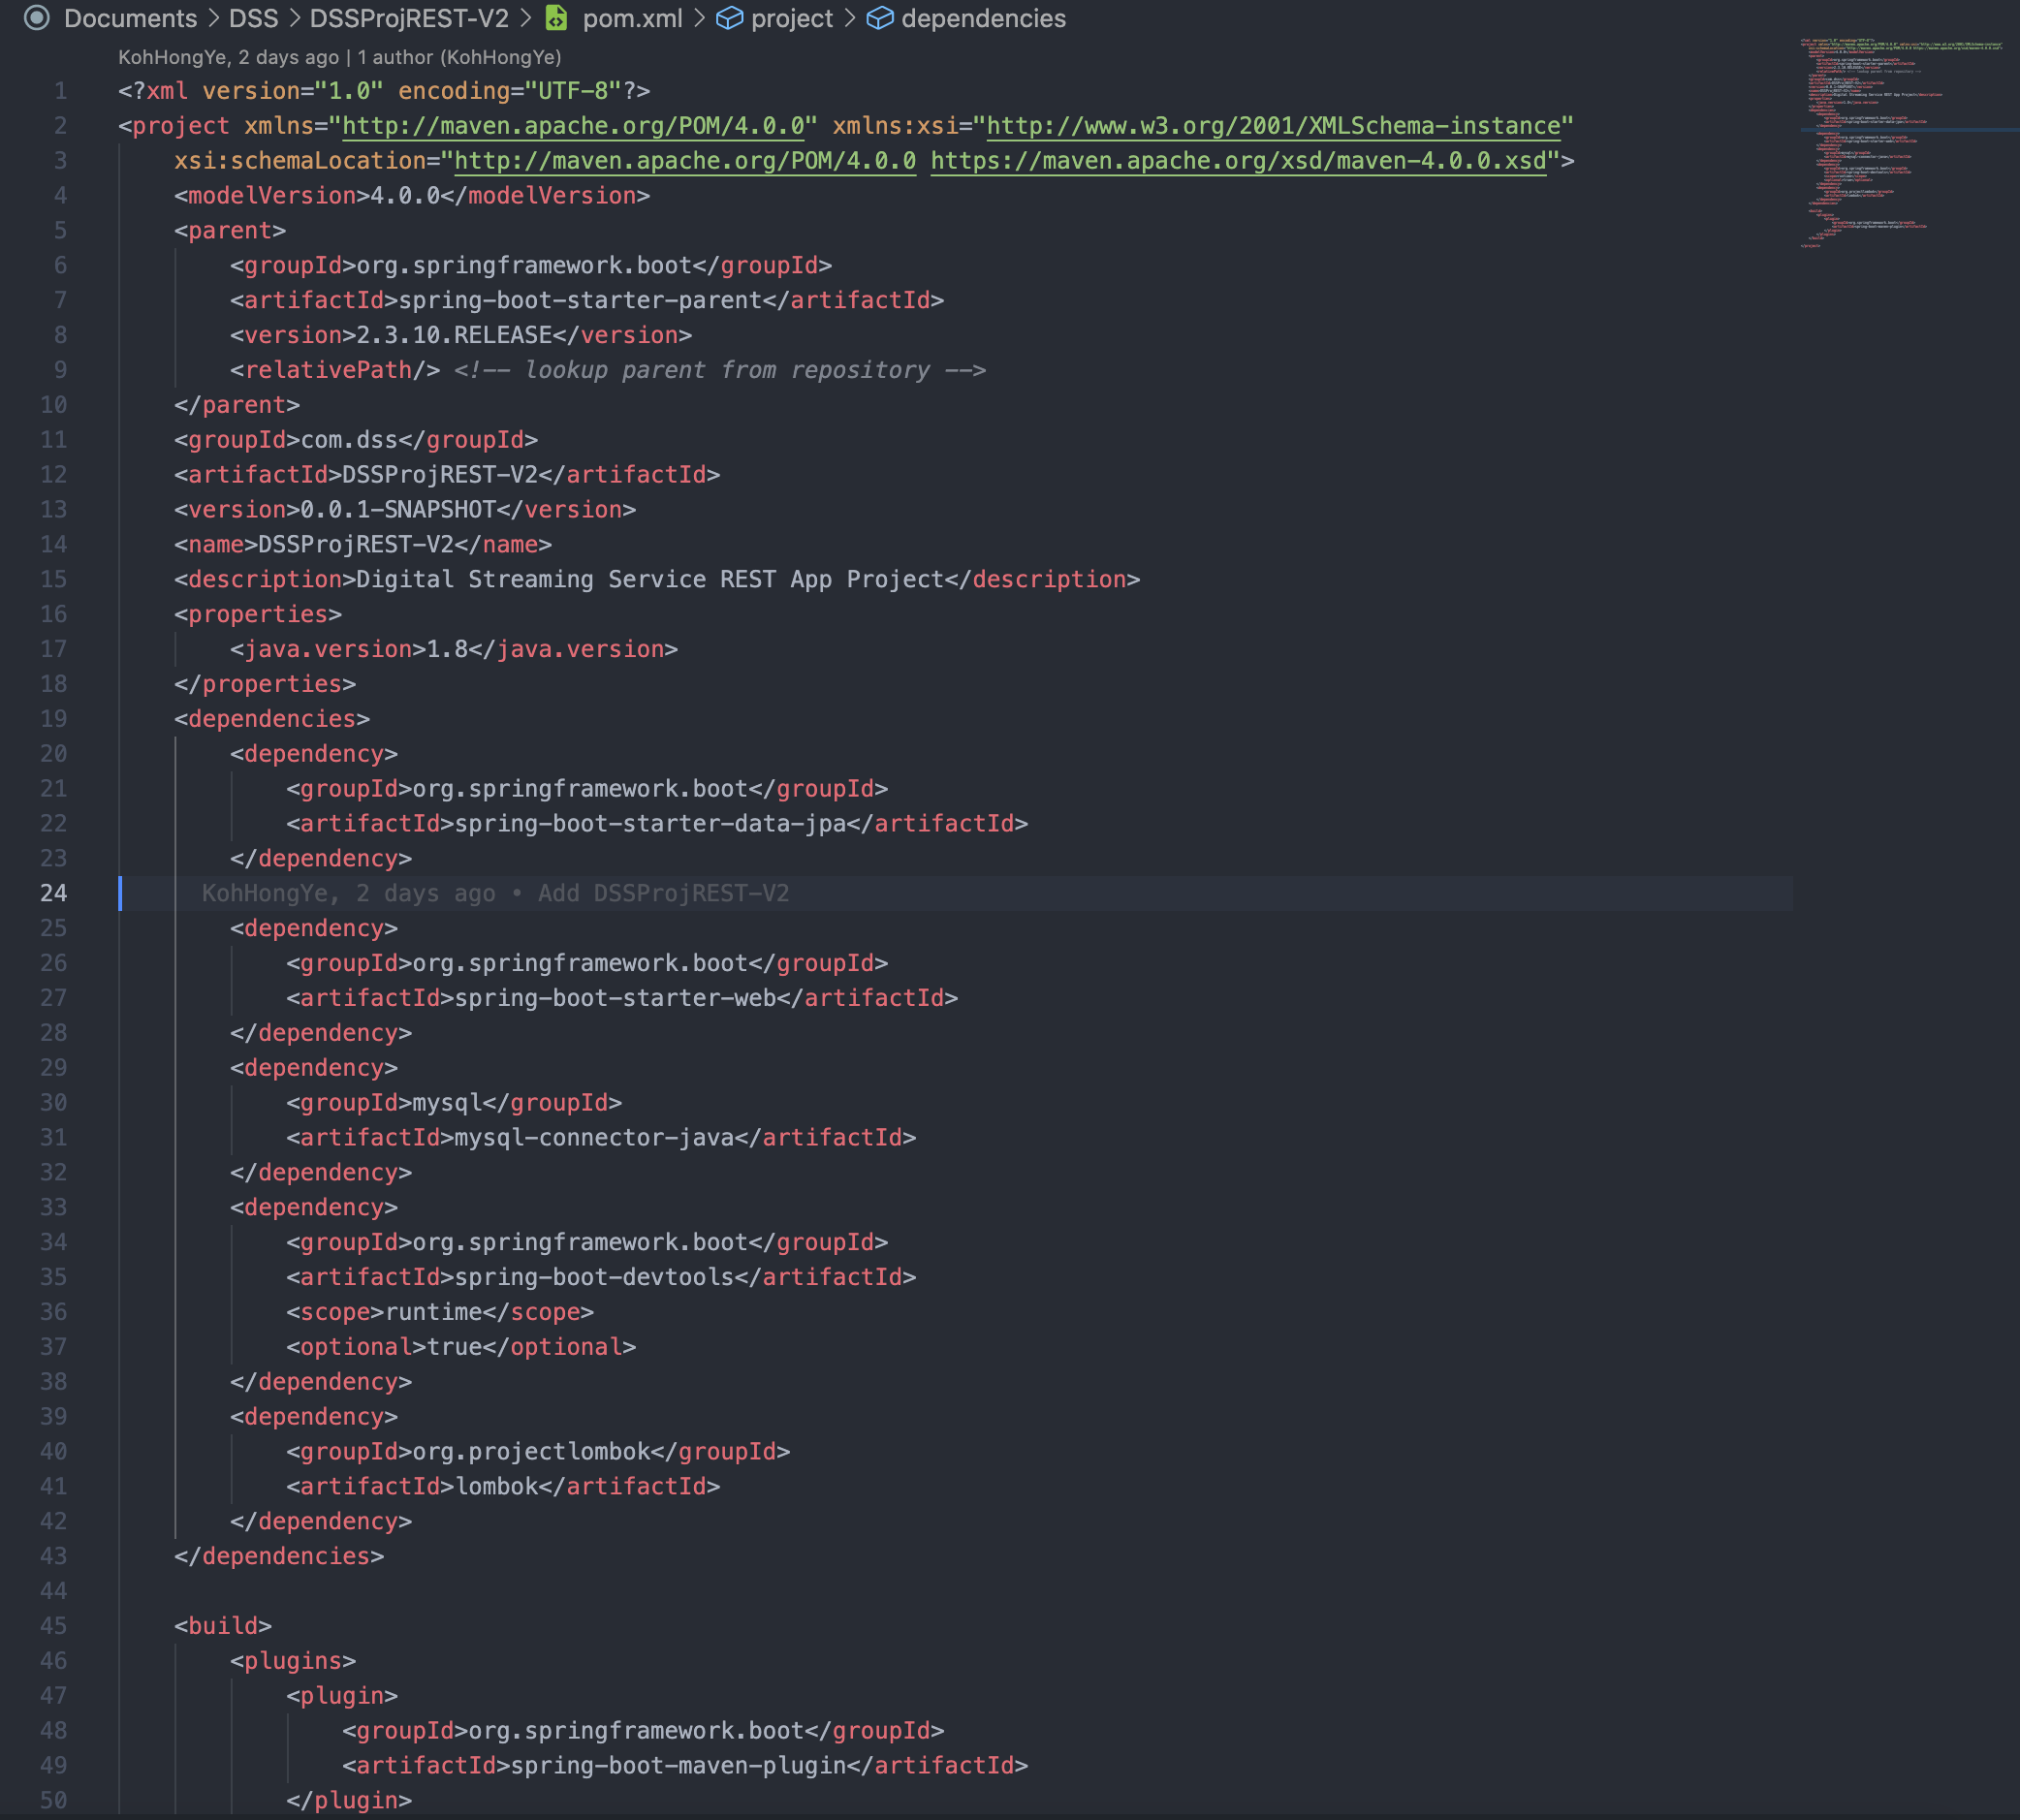 Documents > DSS > DSSProjREST-V2 > pom.xml > project > dependencies
KohHongYe, 2 days ago | 1 author (KohHongYe)
1 <?xml version="1.0" encoding="UTF-8"?>
2 <project xmlns="http://maven.apache.org/POM/4.0.0" xmlns:xsi="http://www.w3.org/2001/XMLSchema-instance"
3     xsi:schemaLocation="http://maven.apache.org/POM/4.0.0 https://maven.apache.org/xsd/maven-4.0.0.xsd">
4     <modelVersion>4.0.0</modelVersion>
5     <parent>
6         <groupId>org.springframework.boot</groupId>
7         <artifactId>spring-boot-starter-parent</artifactId>
8         <version>2.3.10.RELEASE</version>
9         <relativePath/> <!-- lookup parent from repository -->
10     </parent>
11     <groupId>com.dss</groupId>
12     <artifactId>DSSProjREST-V2</artifactId>
13     <version>0.0.1-SNAPSHOT</version>
14     <name>DSSProjREST-V2</name>
15     <description>Digital Streaming Service REST App Project</description>
16     <properties>
17         <java.version>1.8</java.version>
18     </properties>
19     <dependencies>
20         <dependency>
21             <groupId>org.springframework.boot</groupId>
22             <artifactId>spring-boot-starter-data-jpa</artifactId>
23         </dependency>
24       KohHongYe, 2 days ago • Add DSSProjREST-V2
25         <dependency>
26             <groupId>org.springframework.boot</groupId>
27             <artifactId>spring-boot-starter-web</artifactId>
28         </dependency>
29         <dependency>
30             <groupId>mysql</groupId>
31             <artifactId>mysql-connector-java</artifactId>
32         </dependency>
33         <dependency>
34             <groupId>org.springframework.boot</groupId>
35             <artifactId>spring-boot-devtools</artifactId>
36             <scope>runtime</scope>
37             <optional>true</optional>
38         </dependency>
39         <dependency>
40             <groupId>org.projectlombok</groupId>
41             <artifactId>lombok</artifactId>
42         </dependency>
43     </dependencies>
44
45     <build>
46         <plugins>
47             <plugin>
48                 <groupId>org.springframework.boot</groupId>
49                 <artifactId>spring-boot-maven-plugin</artifactId>
50             </plugin>